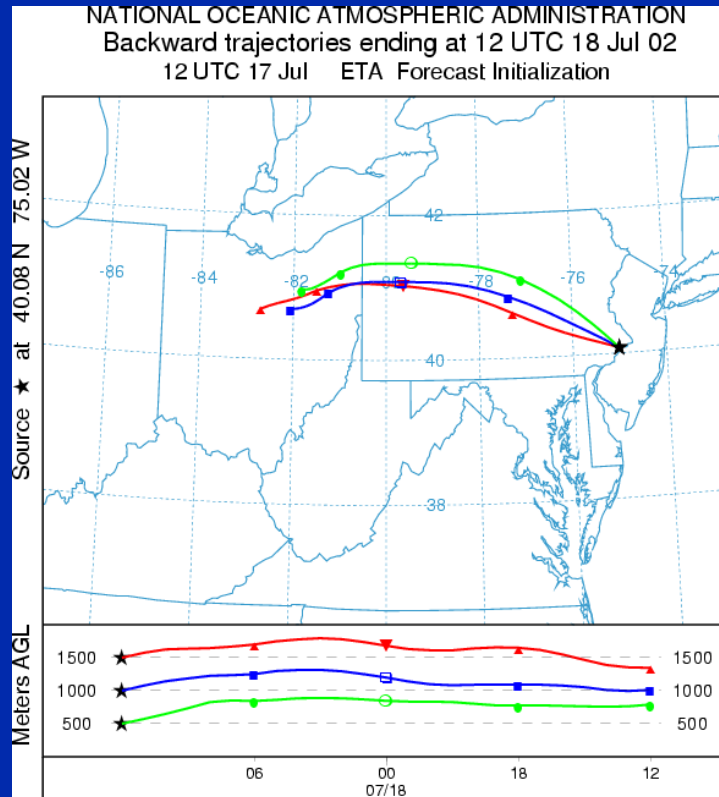 NATIONAL OCEANIC ATMOSPHERIC ADMINISTRATION
Backward trajectories ending at 12 UTC 18 Jul 02
12 UTC 17 Jul ETA Forecast Initialization
Source ★ at 40.08 N 75.02 W
42
-86 -84 -82 -78 -76 -74
40
38
Meters AGL
1500 1500
1000 1000
500 500
06 00 18 12
07/18